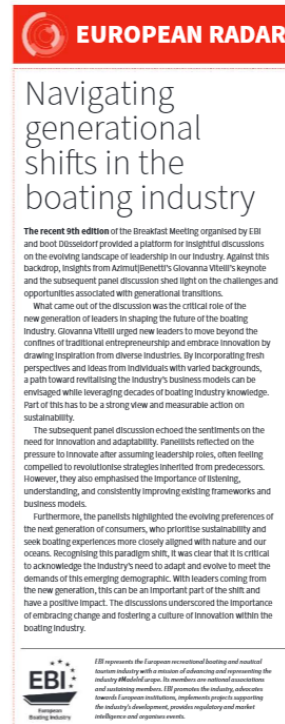 EUROPEAN RADAR
Navigating
generational
shifts in the
boating industry
The recent 9th edition of the Breakfast Meeting organised by EBI
and boot Düsseldorf provided a platform for insightful discussions
on the evolving landscape of leadership in our industry. Against this
backdrop, insights from Azimut|Benetti's Giovanna Vitelli's keynote
and the subsequent panel discussion shed light on the challenges and
opportunities associated with generational transitions.
What came out of the discussion was the critical role of the
new generation of leaders in shaping the future of the boating
industry. Giovanna Vitelli urged new leaders to move beyond the
confines of traditional entrepreneurship and embrace innovation by
drawing inspiration from diverse industries. By incorporating fresh
perspectives and ideas from individuals with varied backgrounds,
a path toward revitalising the industry's business models can be
envisaged while leveraging decades of boating industry knowledge.
Part of this has to be a strong view and measurable action on
sustainability.
The subsequent panel discussion echoed the sentiments on the
need for innovation and adaptability. Panellists reflected on the
pressure to innovate after assuming leadership roles, often feeling
compelled to revolutionise strategies inherited from predecessors.
However, they also emphasised the importance of listening,
understanding, and consistently improving existing frameworks and
business models.
Furthermore, the panelists highlighted the evolving preferences of
the next generation of consumers, who prioritise sustainability and
seek boating experiences more closely aligned with nature and our
oceans. Recognising this paradigm shift, it was clear that it is critical
to acknowledge the industry's need to adapt and evolve to meet the
demands of this emerging demographic. With leaders coming from
the new generation, this can be an important part of the shift and
have a positive impact. The discussions underscored the importance
of embracing change and fostering a culture of innovation within the
boating industry.
EBI
European
Boating Industry
EBI represents the European recreational boating and nautical
tourism industry with a mission of advancing and representing the
industry #MadeInEurope. Its members are national associations
and sustaining members. EBI promotes the industry, advocates
towards European institutions, implements projects supporting
the industry's development, provides regulatory and market
intelligence and organises events.